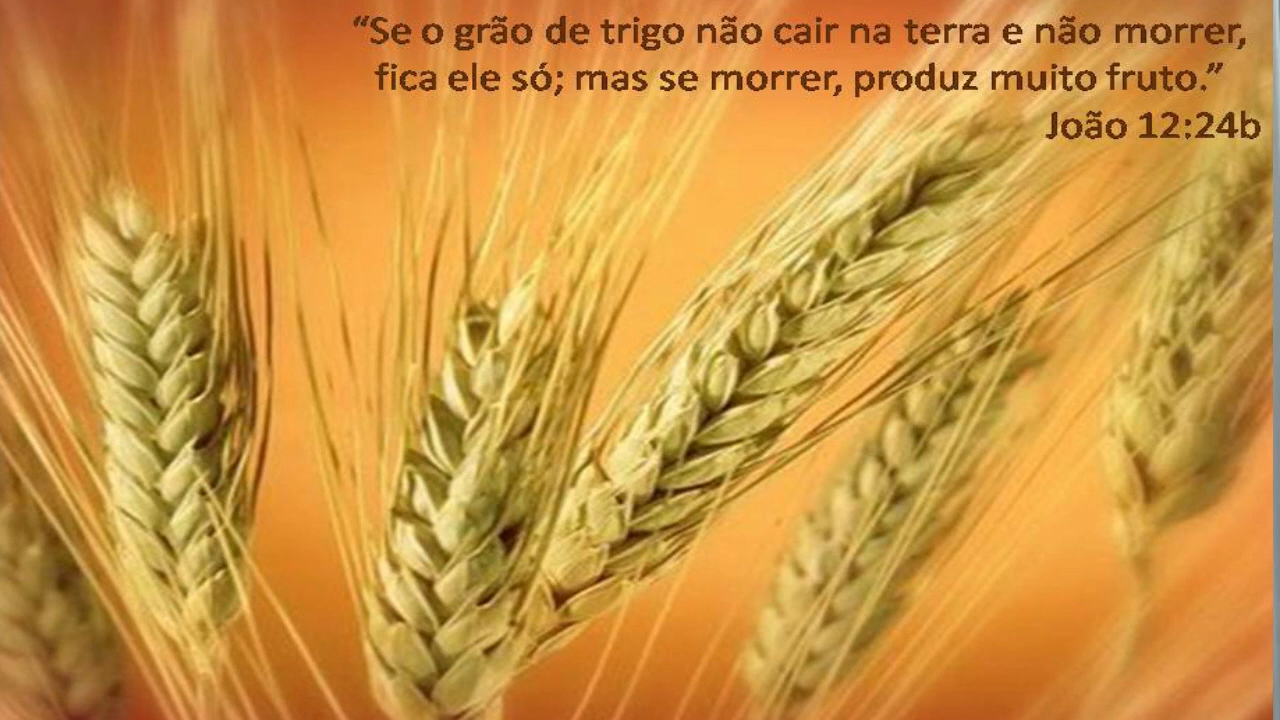 “Se o grão de trigo não cair na terra e não morrer,
fica ele só; mas se morrer, produz muito fruto.”
João 12:24b